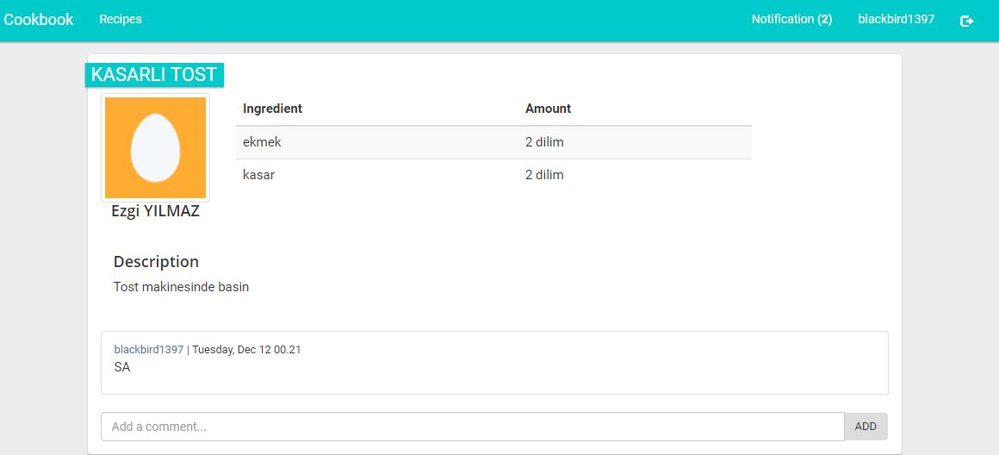 Cookbook Recipes Notification (2) blackbird1397
KASARLI TOST
Ingredient Amount
ekmek 2 dilim
kasar 2 dilim
Ezgi YILMAZ
Description
Tost makinesinde basin
blackbird1397 | Tuesday, Dec 12 00.21
SA
Add a comment... ADD